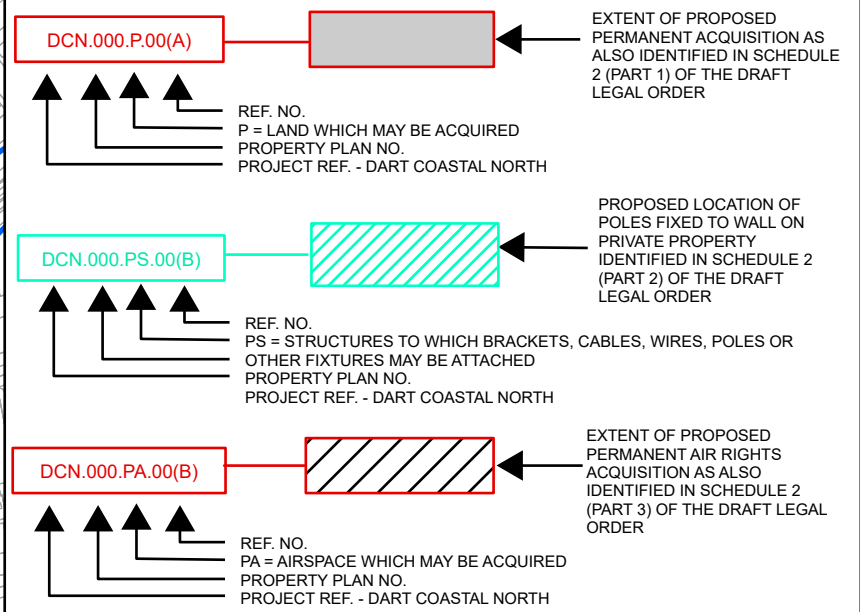 DCN.000.P.00(A)
EXTENT OF PROPOSED
PERMANENT ACQUISITION AS
ALSO IDENTIFIED IN SCHEDULE
2 (PART 1) OF THE DRAFT
LEGAL ORDER
REF. NO.
P = LAND WHICH MAY BE ACQUIRED
PROPERTY PLAN NO.
PROJECT REF. - DART COASTAL NORTH
DCN.000.PS.00(B)
PROPOSED LOCATION OF
POLES FIXED TO WALL ON
PRIVATE PROPERTY
IDENTIFIED IN SCHEDULE 2
(PART 2) OF THE DRAFT
LEGAL ORDER
REF. NO.
PS = STRUCTURES TO WHICH BRACKETS, CABLES, WIRES, POLES OR
OTHER FIXTURES MAY BE ATTACHED
PROPERTY PLAN NO.
PROJECT REF. - DART COASTAL NORTH
DCN.000.PA.00(B)
EXTENT OF PROPOSED
PERMANENT AIR RIGHTS
ACQUISITION AS ALSO
IDENTIFIED IN SCHEDULE 2
(PART 3) OF THE DRAFT LEGAL
ORDER
REF. NO.
PA = AIRSPACE WHICH MAY BE ACQUIRED
PROPERTY PLAN NO.
PROJECT REF. - DART COASTAL NORTH